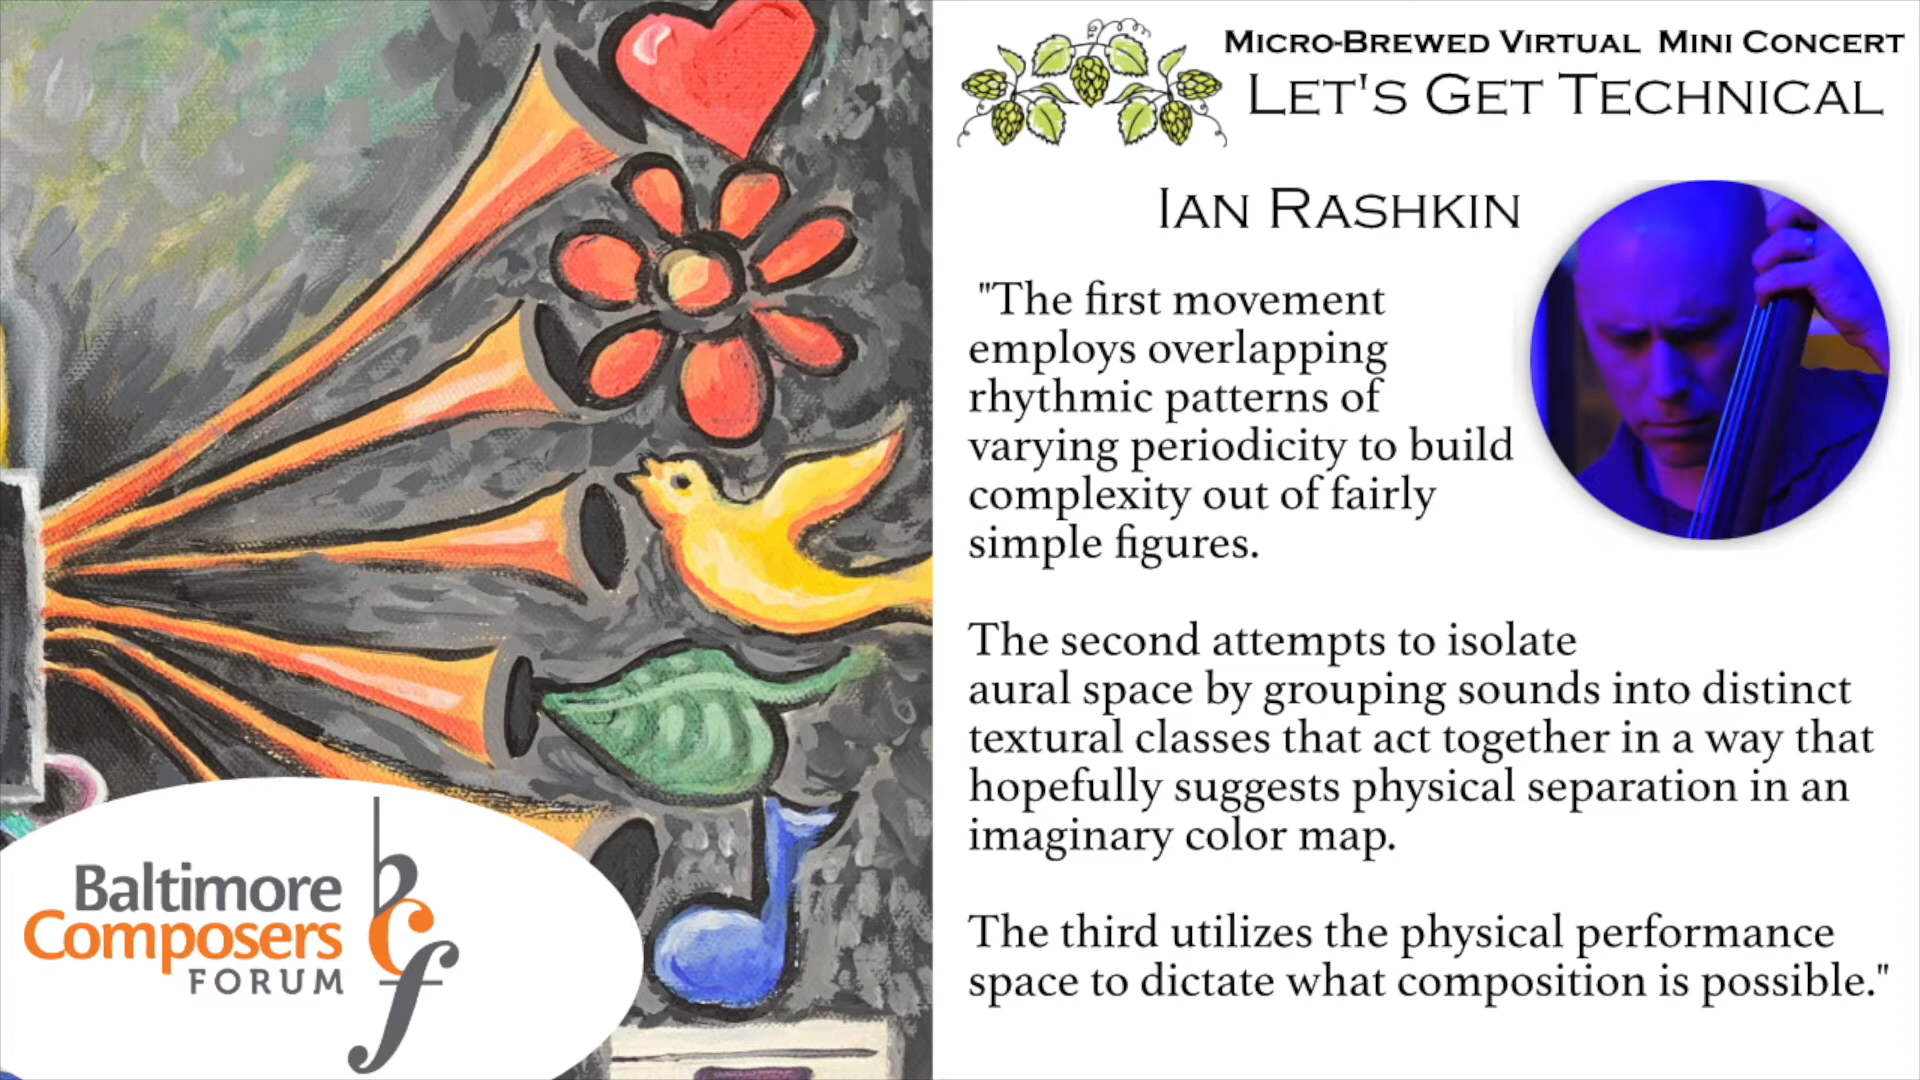 MICRO-BREWED VIRTUAL MINI CONCERT
LET'S GET TECHNICAL
IAN RASHKIN
"The first movement
employs overlapping
rhythmic patterns of
varying periodicity to build
complexity out of fairly
simple figures.
The second attempts to isolate
aural space by grouping sounds into distinct
textural classes that act together in a way that
hopefully suggests physical separation in an
imaginary color map.
The third utilizes the physical performance
space to dictate what composition is possible."
Baltimore
Composers
FORUM
bcf